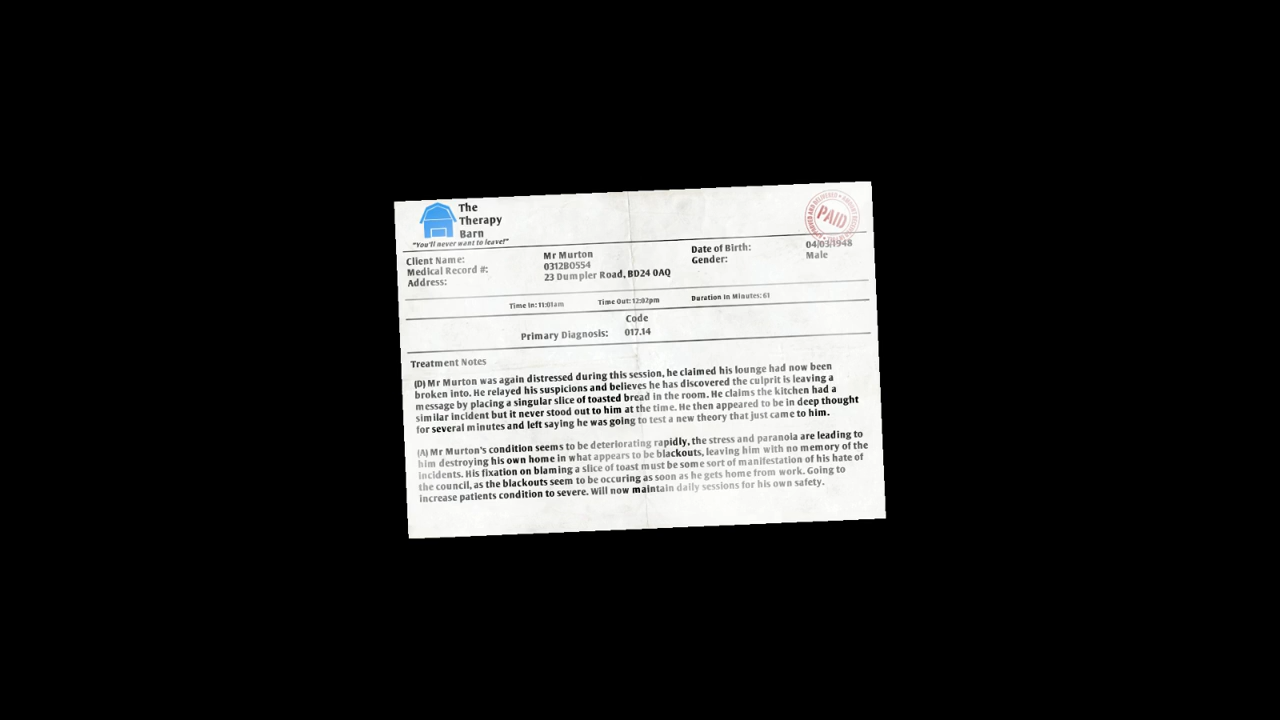 The
Therapy
Barn
"You'll never want to leave!"
PAID
Client Name: Mr Murton Date of Birth: 04/03/1948
Medical Record #: 0312B0554 Gender: Male
Address: 23 Dumpler Road, BD24 0AQ
Time In: 11:01am Time Out: 12:02pm Duration In Minutes: 61
Code
Primary Diagnosis: 017.14
Treatment Notes
(D) Mr Murton was again distressed during this session, he claimed his lounge had now been
broken into. He relayed his suspicions and believes he has discovered the culprit is leaving a
message by placing a singular slice of toasted bread in the room. He claims the kitchen had a
similar incident but it never stood out to him at the time. He then appeared to be in deep thought
for several minutes and left saying he was going to test a new theory that just came to him.
(A) Mr Murton's condition seems to be deteriorating rapidly, the stress and paranoia are leading to
him destroying his own home in what appears to be blackouts, leaving him with no memory of the
incidents. His fixation on blaming a slice of toast must be some sort of manifestation of his hate of
the council, as the blackouts seem to be occuring as soon as he gets home from work. Going to
increase patients condition to severe. Will now maintain daily sessions for his own safety.